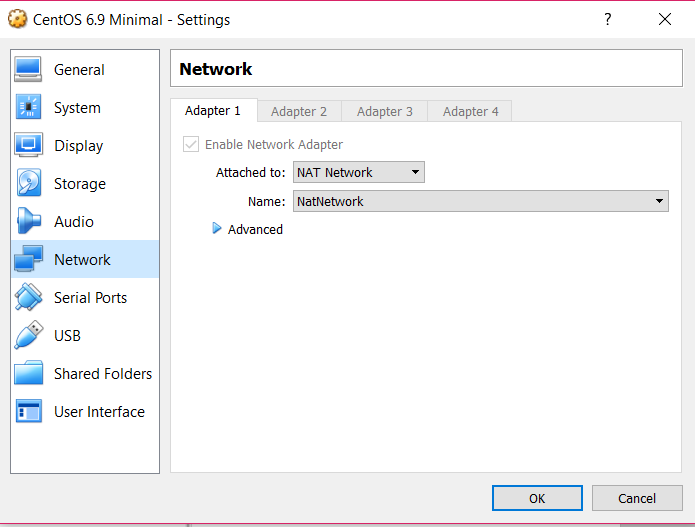 CentOS 6.9 Minimal - Settings
?
General
System
Display
Storage
Audio
Network
Serial Ports
USB
Shared Folders
User Interface
Network
Adapter 1
Adapter 2
Adapter 3
Adapter 4
Enable Network Adapter
Attached to: NAT Network
Name: NatNetwork
Advanced
OK
Cancel